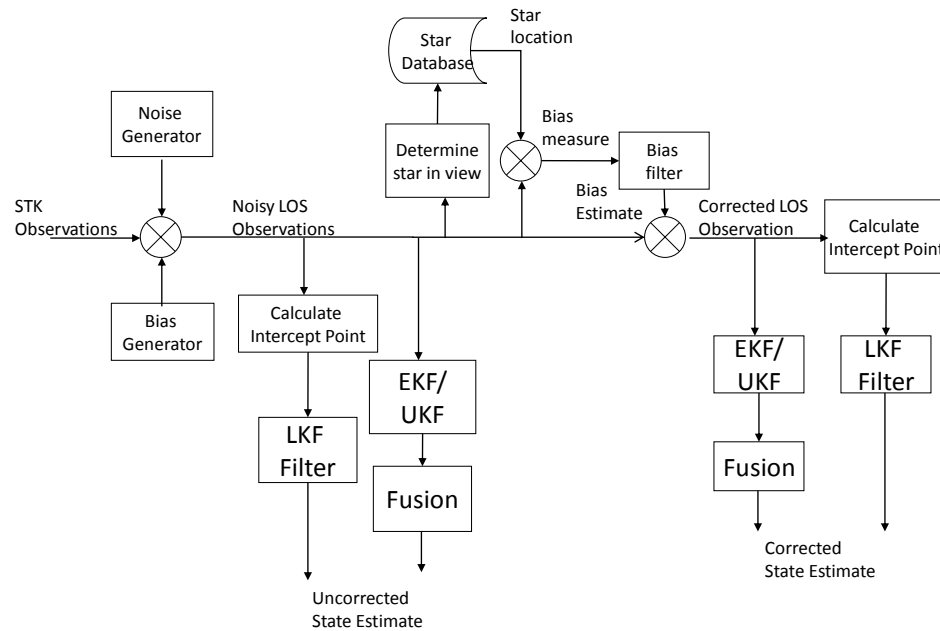 Star
location
Star
Database
Noise
Generator
Determine
star in view
Bias
measure
Bias
filter
STK
Observations
Noisy LOS
Observations
Bias
Estimate
Corrected LOS
Observation
Calculate
Intercept Point
Bias
Generator
Calculate
Intercept Point
EKF/
UKF
LKF
Filter
EKF/
UKF
LKF
Filter
Fusion
Fusion
Uncorrected
State Estimate
Corrected
State Estimate